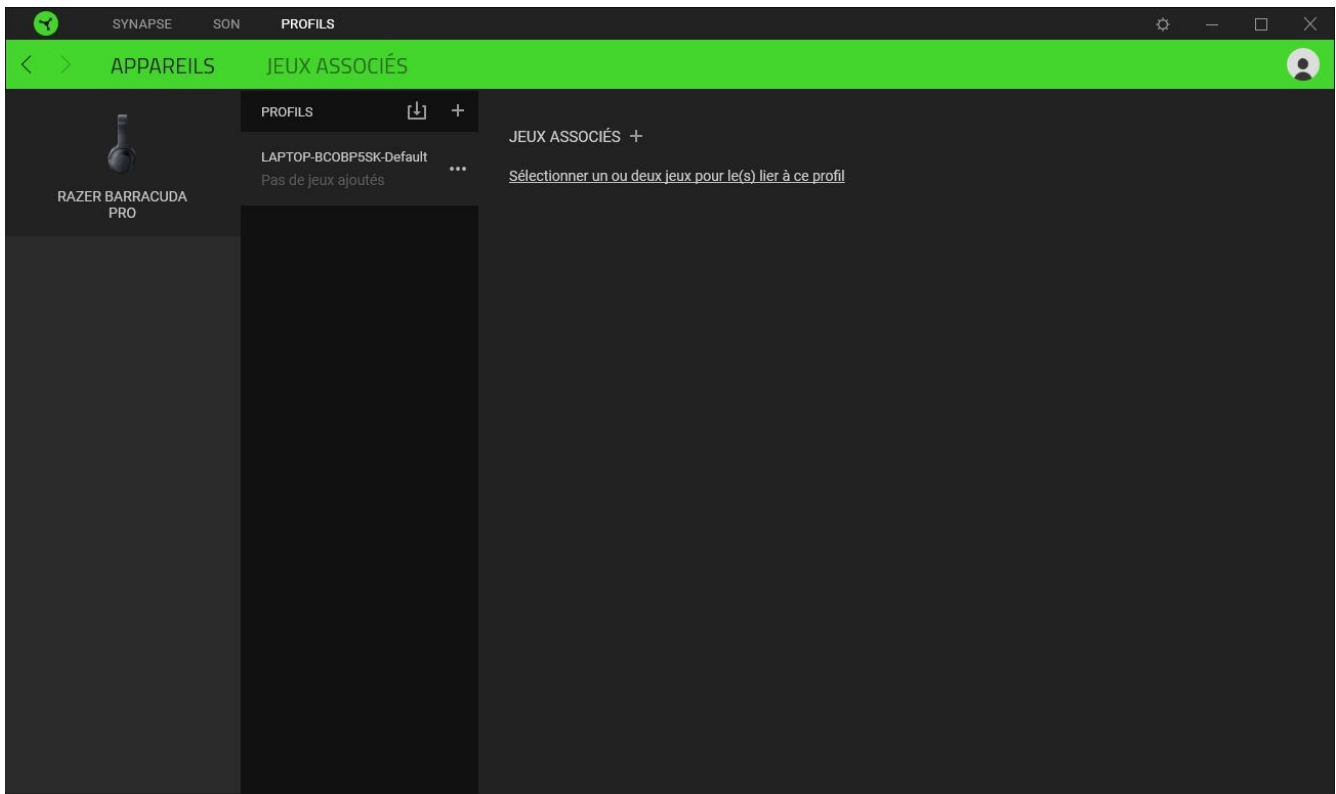 SYNAPSE SON PROFILS
APPAREILS JEUX ASSOCIÉS
PROFILS
JEUX ASSOCIÉS +
LAPTOP-BCOBP5SK-Default
Pas de jeux ajoutés
Sélectionner un ou deux jeux pour le(s) lier à ce profil
RAZER BARRACUDA
PRO